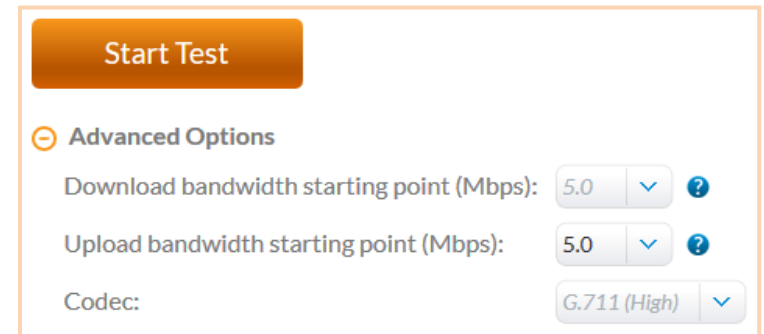 Start Test
Advanced Options
Download bandwidth starting point (Mbps): 5.0 ?
Upload bandwidth starting point (Mbps): 5.0 ?
Codec: G.711 (High)